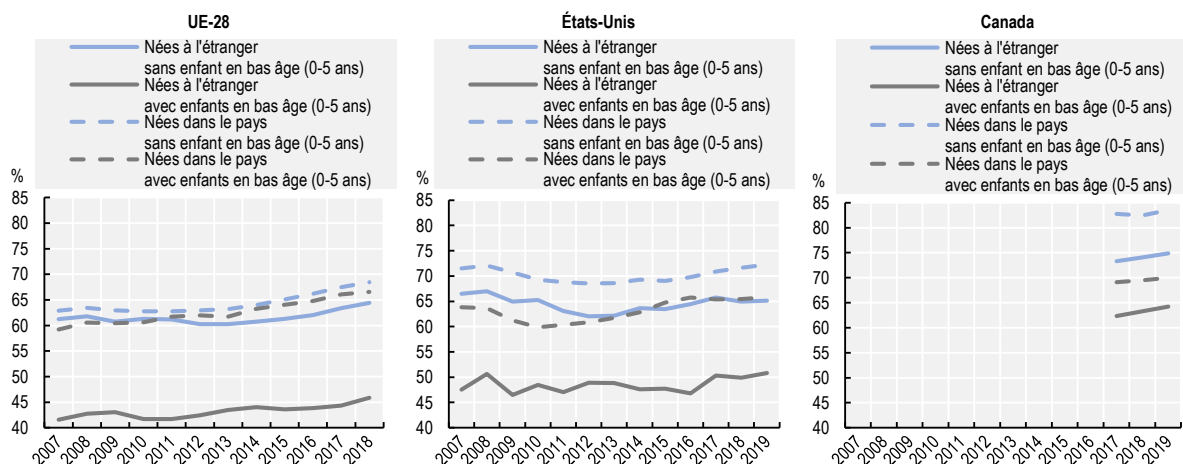 UE-28
Nées à l'étranger
sans enfant en bas âge (0-5 ans)
Nées à l'étranger
avec enfants en bas âge (0-5 ans)
Nées dans le pays
sans enfant en bas âge (0-5 ans)
Nées dans le pays
avec enfants en bas âge (0-5 ans)
%
85
80
75
70
65
60
55
50
45
40
2007 2008 2009 2010 2011 2012 2013 2014 2015 2016 2017 2018
États-Unis
Nées à l'étranger
sans enfant en bas âge (0-5 ans)
Nées à l'étranger
avec enfants en bas âge (0-5 ans)
Nées dans le pays
sans enfant en bas âge (0-5 ans)
Nées dans le pays
avec enfants en bas âge (0-5 ans)
%
85
80
75
70
65
60
55
50
45
40
2007 2008 2009 2010 2011 2012 2013 2014 2015 2016 2017 2018 2019
Canada
Nées à l'étranger
sans enfant en bas âge (0-5 ans)
Nées à l'étranger
avec enfants en bas âge (0-5 ans)
Nées dans le pays
sans enfant en bas âge (0-5 ans)
Nées dans le pays
avec enfants en bas âge (0-5 ans)
%
85
80
75
70
65
60
55
50
45
40
2007 2008 2009 2010 2011 2012 2013 2014 2015 2016 2017 2018 2019